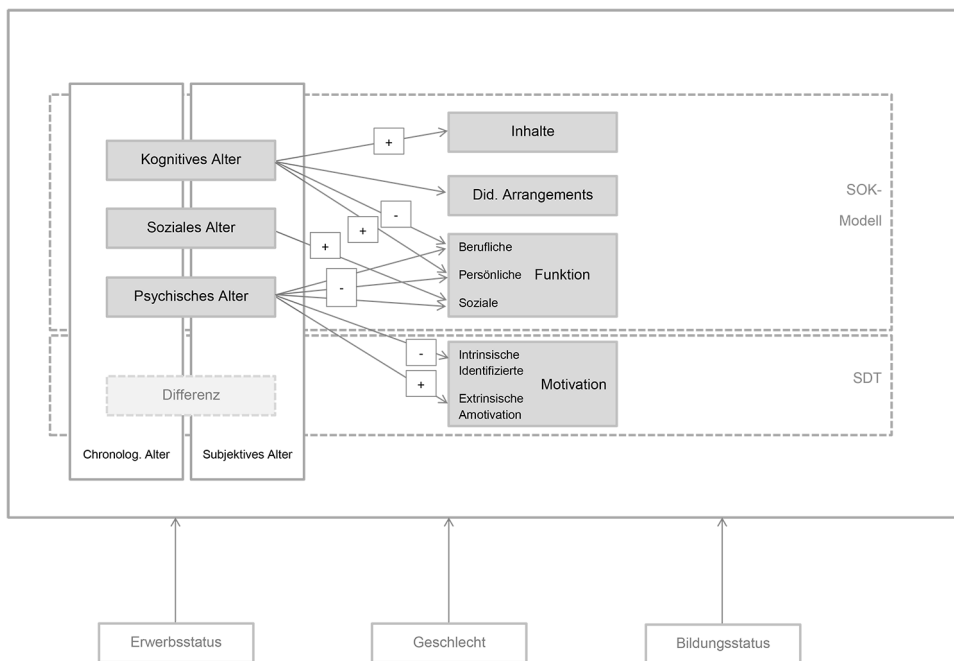 Inhalte
+
Kognitives Alter
Did. Arrangements
SOK-
Modell
-
+
Soziales Alter
+
Berufliche
Persönliche
Funktion
Soziale
Psychisches Alter
-
-
Intrinsische
Identifizierte
Motivation
+
Extrinsische
Amotivation
SDT
Differenz
Chronolog. Alter
Subjektives Alter
Erwerbsstatus
Geschlecht
Bildungsstatus